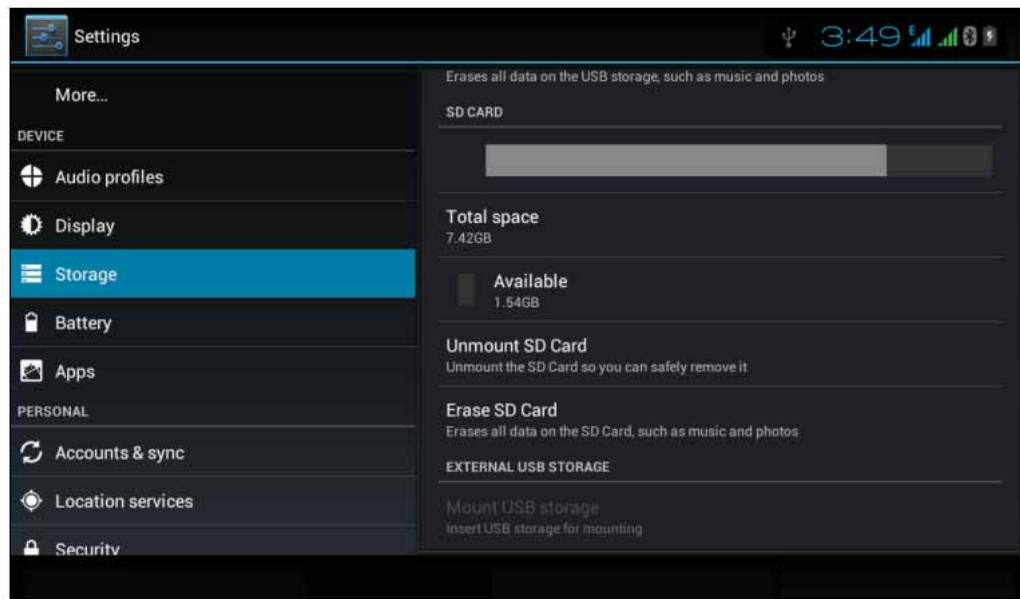 Settings
3:49
E
More...
DEVICE
Audio profiles
Display
Storage
Battery
Apps
PERSONAL
Accounts & sync
Location services
Security
Erases all data on the USB storage, such as music and photos
SD CARD
Total space
7.42GB
Available
1.54GB
Unmount SD Card
Unmount the SD Card so you can safely remove it
Erase SD Card
Erases all data on the SD Card, such as music and photos
EXTERNAL USB STORAGE
Mount USB storage
Insert USB storage for mounting